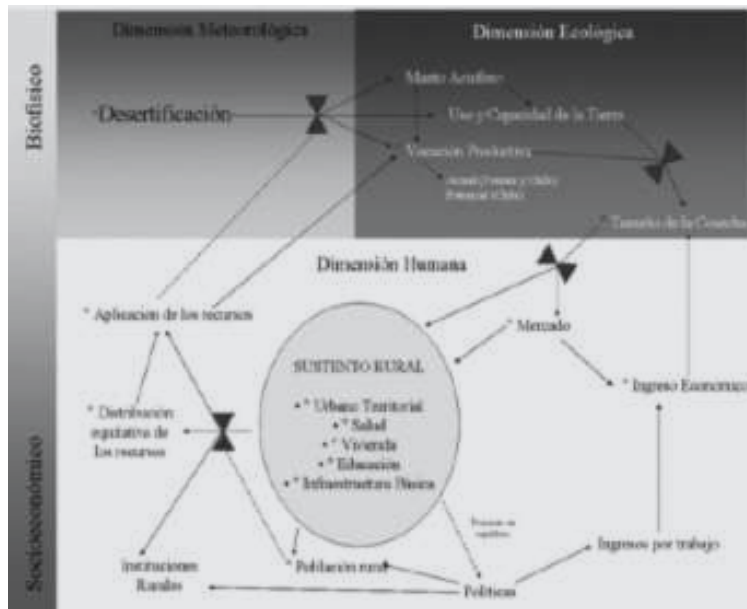 Dimensión Meteorológica
Dimensión Ecológica
Biofísico
Manto Acuífero
*Desertificación
Uso y Capacidad de la Tierra
Vocación Productiva
* Tamaño de la Cosecha
Dimensión Humana
* Aplicación de los recursos
* Mercado
SUSTENTO RURAL
* Ingreso Económico
* Urbano Territorial
* Salud
* Vivienda
* Educación
* Infraestructura Básica
* Distribución
equitativa de
los recursos
Socioeconómico
Instituciones
Rurales
Población rural
Políticas
Ingresos por trabajo